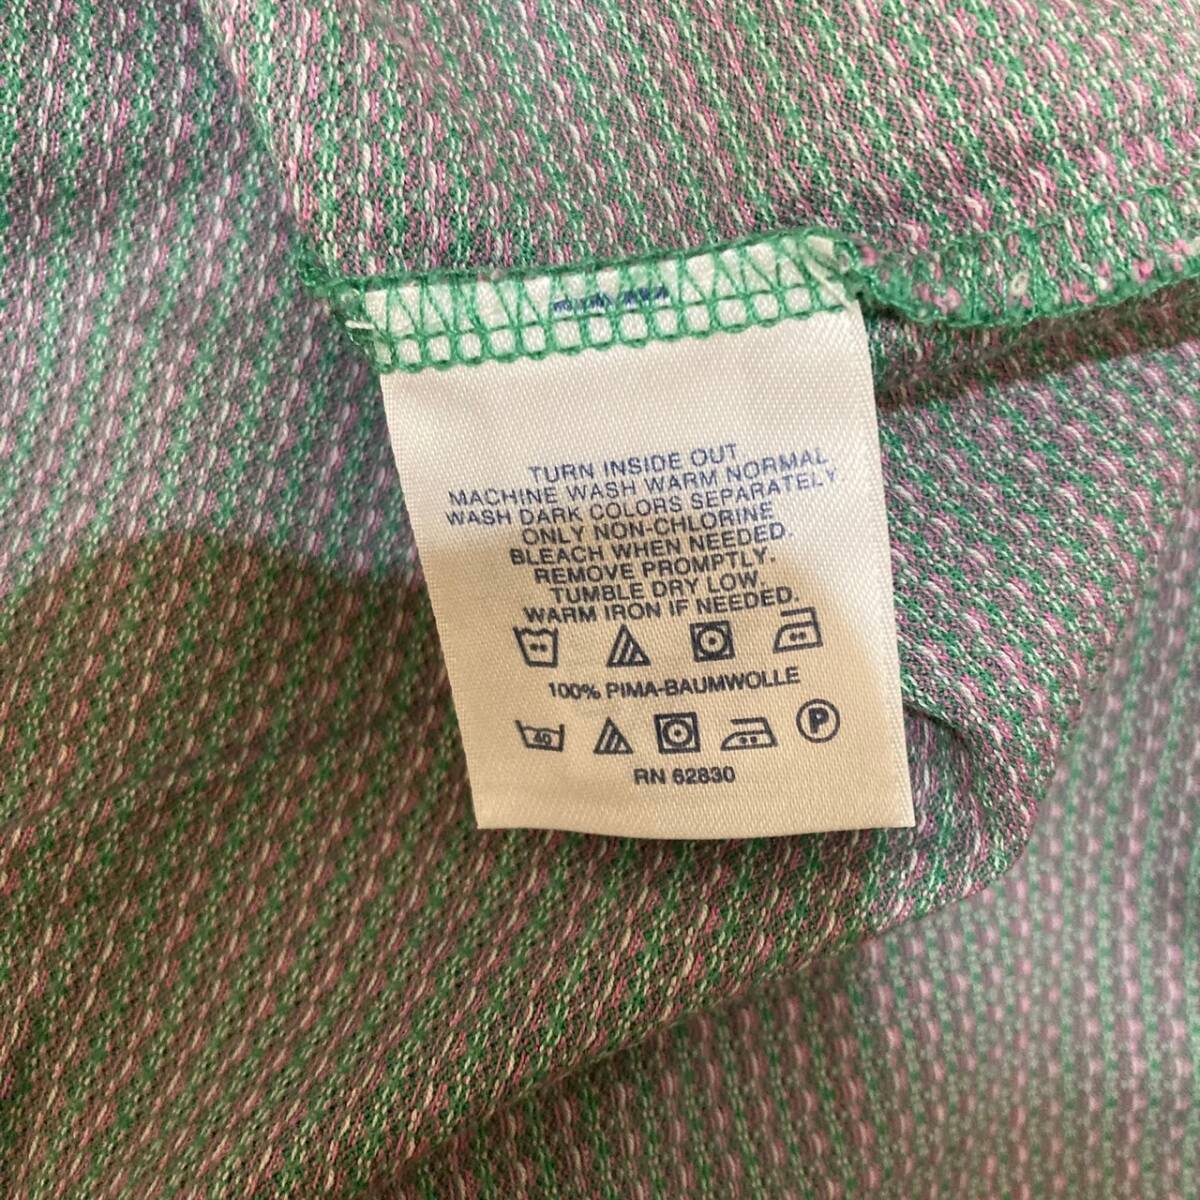 TURN INSIDE OUT
MACHINE WASH WARM NORMAL
WASH DARK COLORS SEPARATELY.
ONLY NON-CHLORINE
BLEACH WHEN NEEDED.
REMOVE PROMPTLY.
TUMBLE DRY LOW.
WARM IRON IF NEEDED.
100% PIMA-BAUMWOLLE
40 P
RN 62830